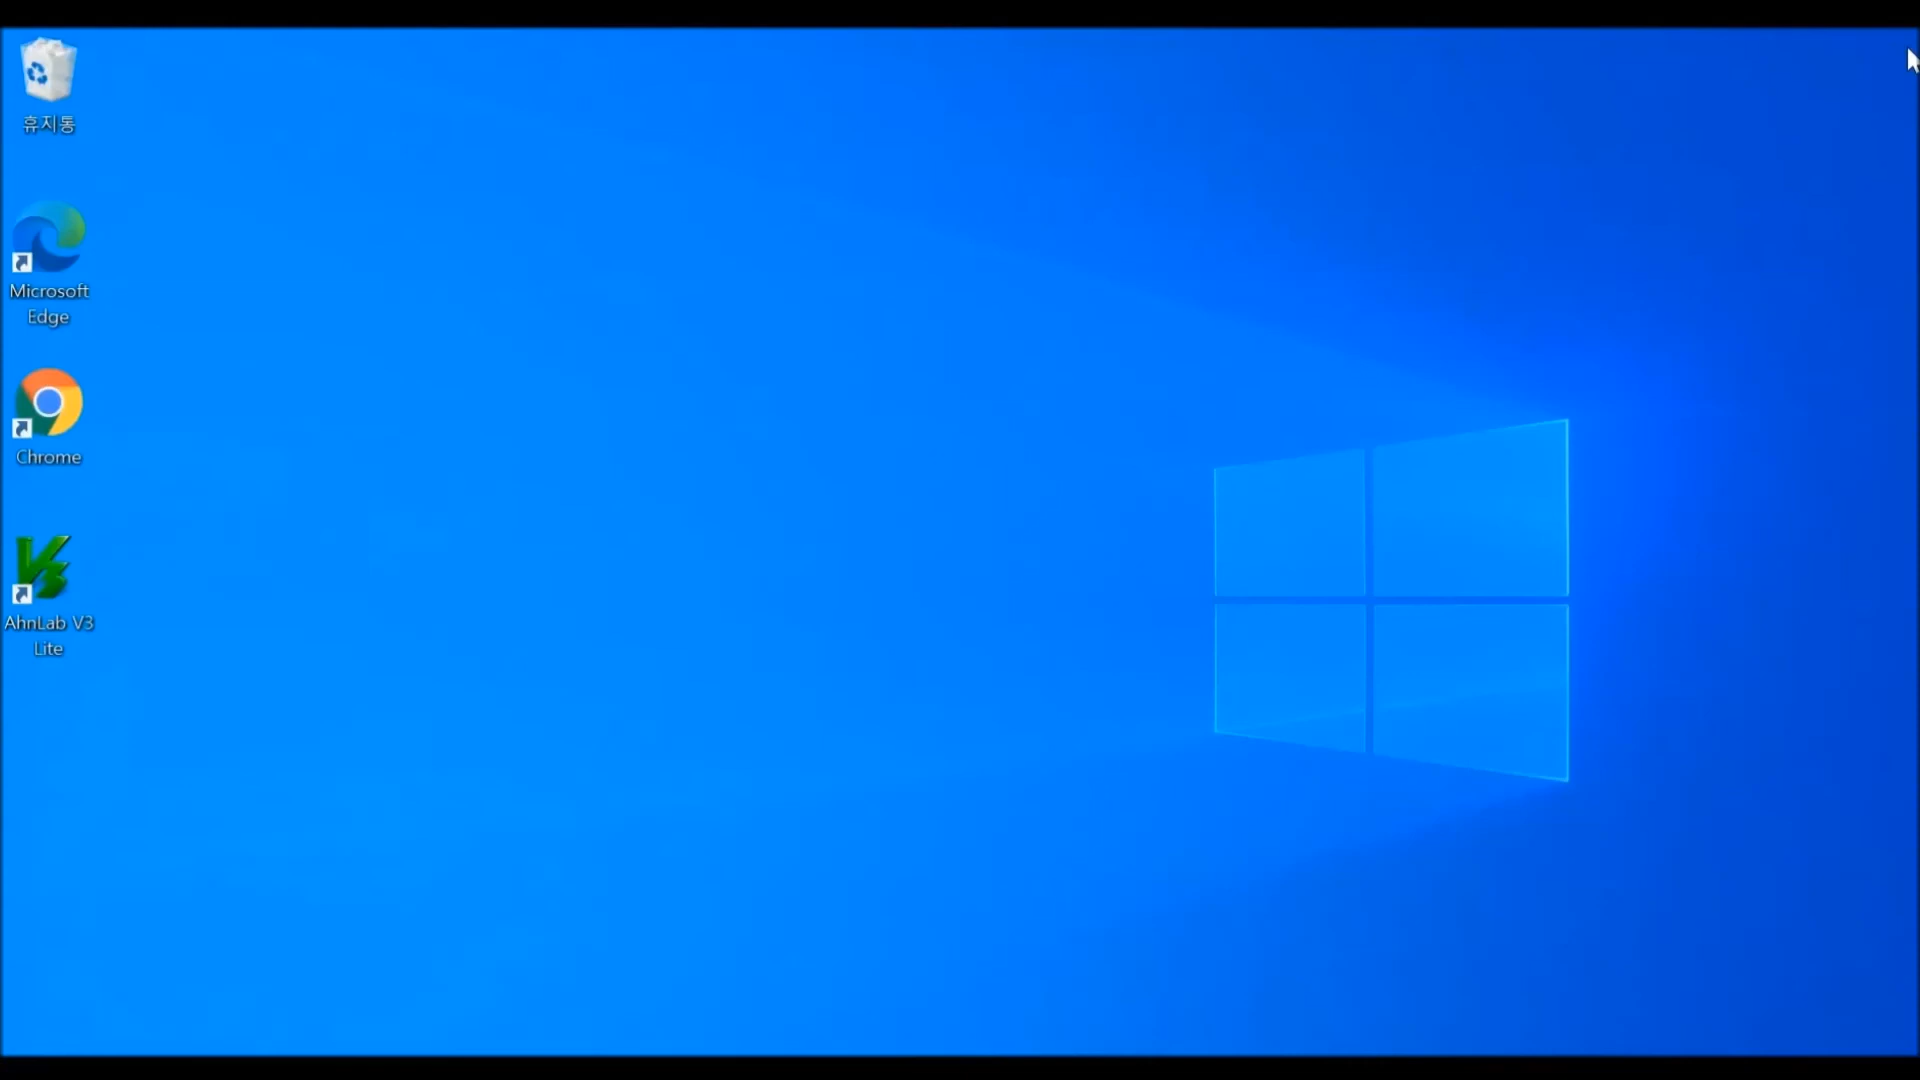 휴지통
Microsoft
Edge
Chrome
AhnLab V3
Lite